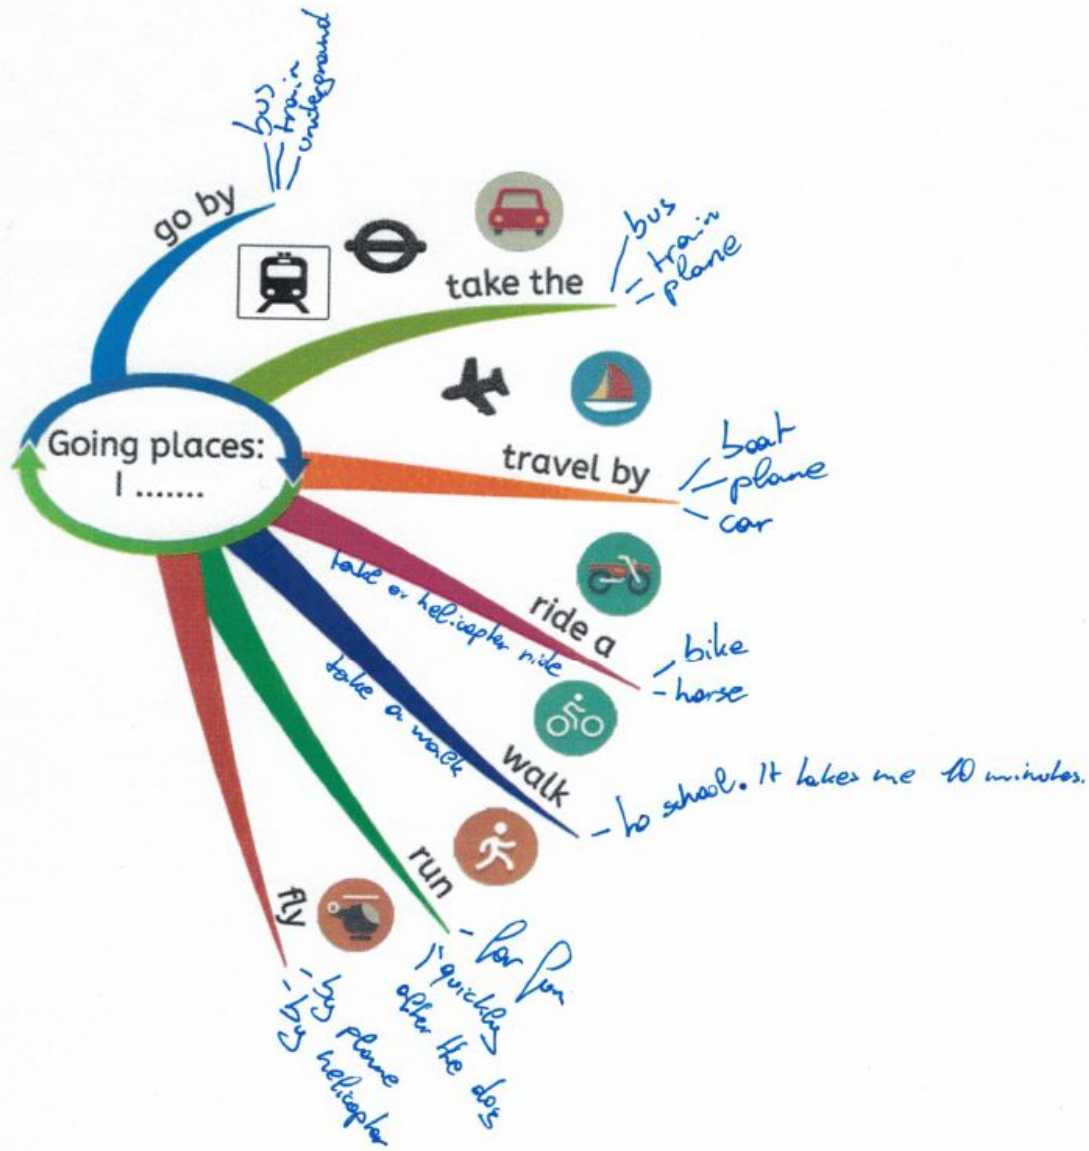 bus
train
underground
go by
take the
bus
train
plane
Going places:
I .......
travel by
boat
plane
car
take a helicopter ride
ride a
bike
horse
take a walk
walk
- to school. It takes me 10 minutes.
run
- for fun
quickly
after the dog
fly
- by plane
- by helicopter